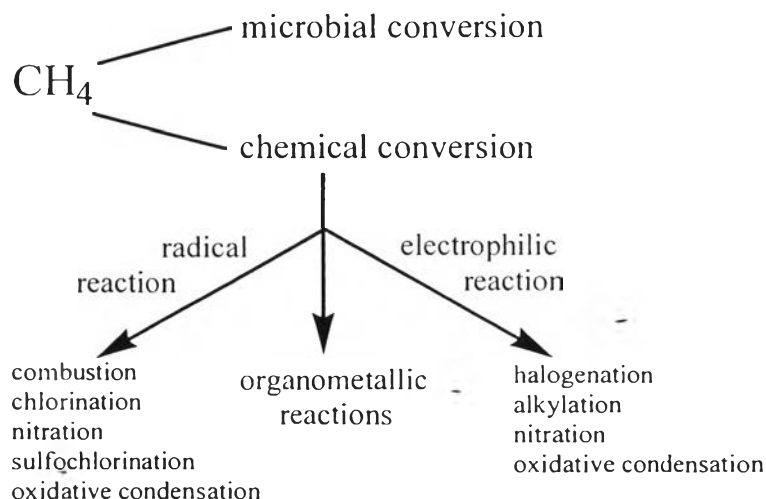 microbial conversion
CH₄
chemical conversion
radical
reaction
electrophilic
reaction
combustion
chlorination
nitration
sulfochlorination
oxidative condensation
organometallic
reactions
halogenation
alkylation
nitration
oxidative condensation